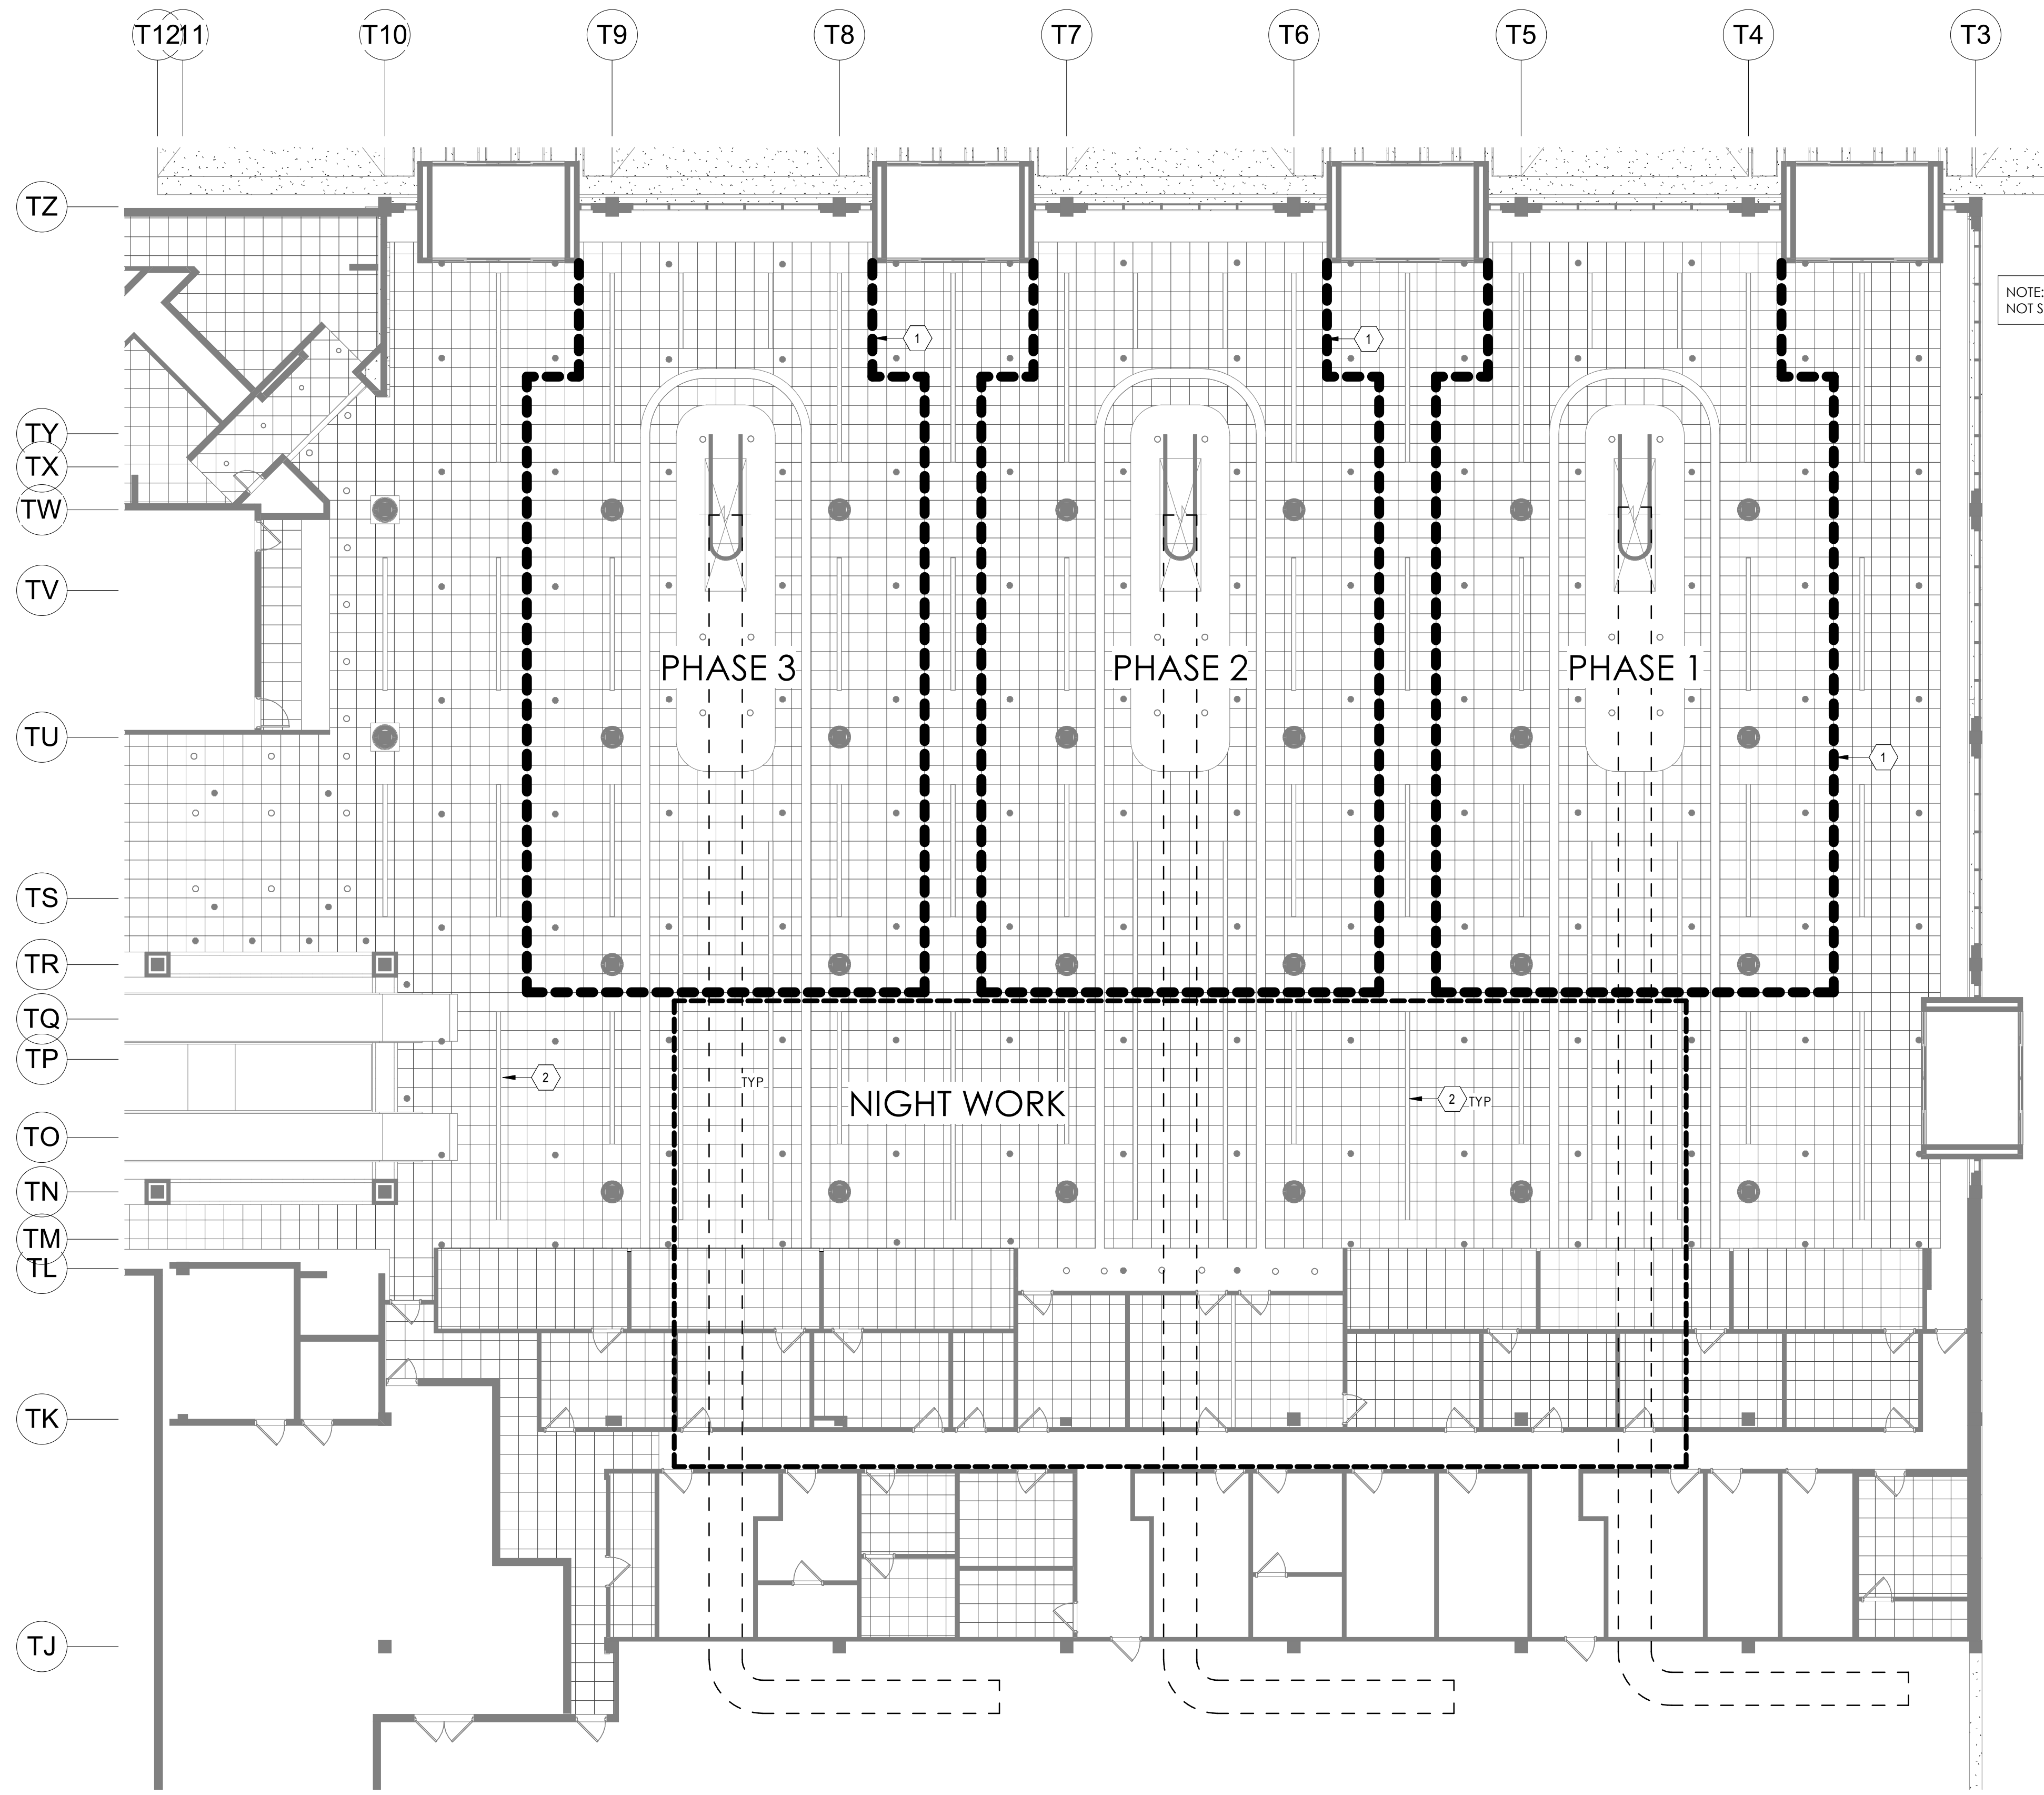 T12
11
T10
T9
T8
T7
T6
T5
T4
T3
TZ
NOTE:
NOT S
1
1
TY
TX
TW
TV
PHASE 3
PHASE 2
PHASE 1
TU
1
TS
TR
TQ
TP
2
TYP
NIGHT WORK
2 TYP
TO
TN
TM
TL
TK
TJ